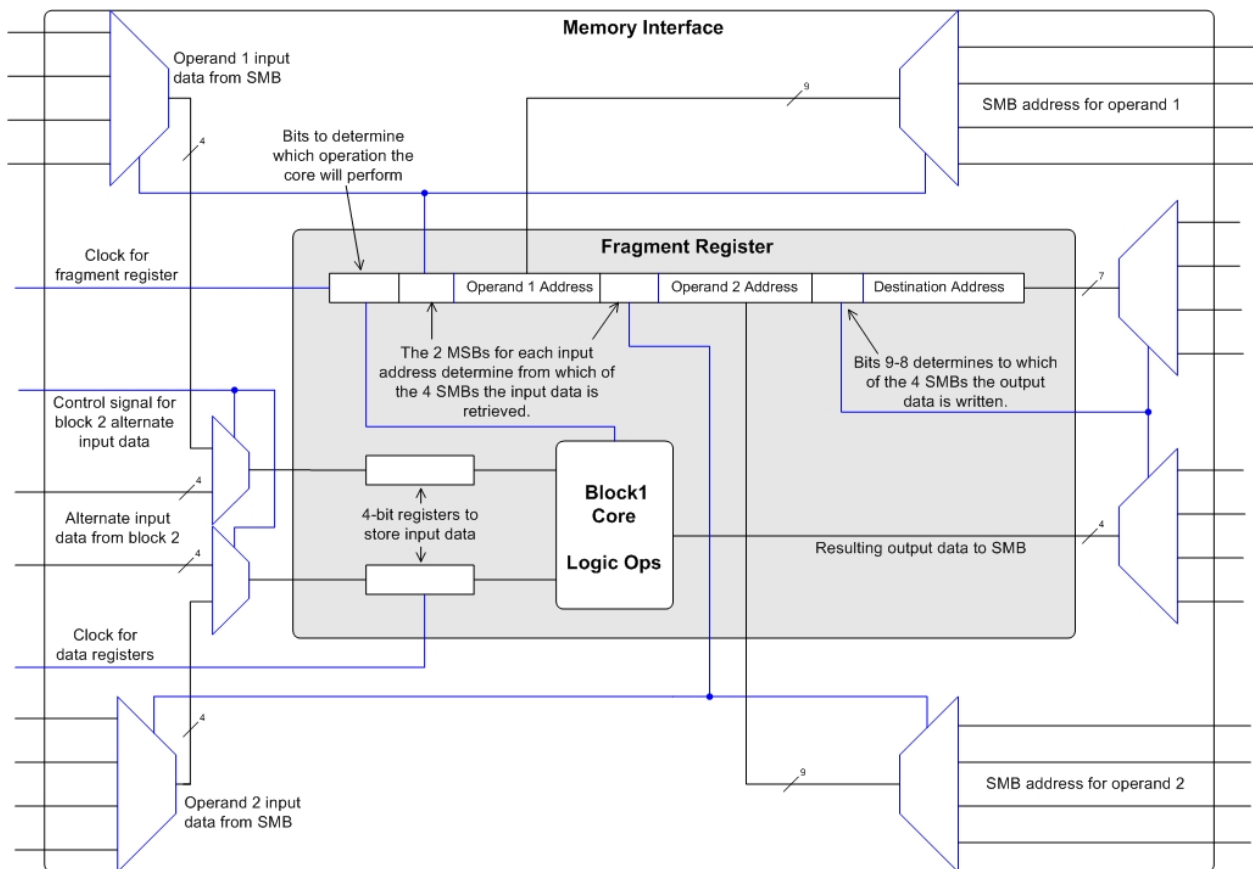 Memory Interface
Operand 1 input
data from SMB
9
SMB address for operand 1
4
Bits to determine
which operation the
core will perform
Clock for
fragment register
Fragment Register
Operand 1 Address
Operand 2 Address
Destination Address
7
The 2 MSBs for each input
address determine from which of
the 4 SMBs the input data is
retrieved.
Bits 9-8 determines to which
of the 4 SMBs the output
data is written.
Control signal for
block 2 alternate
input data
4
Alternate input
data from block 2
4
4-bit registers to
store input data
Block1
Core
Logic Ops
4
Resulting output data to SMB
Clock for
data registers
4
Operand 2 input
data from SMB
9
SMB address for operand 2